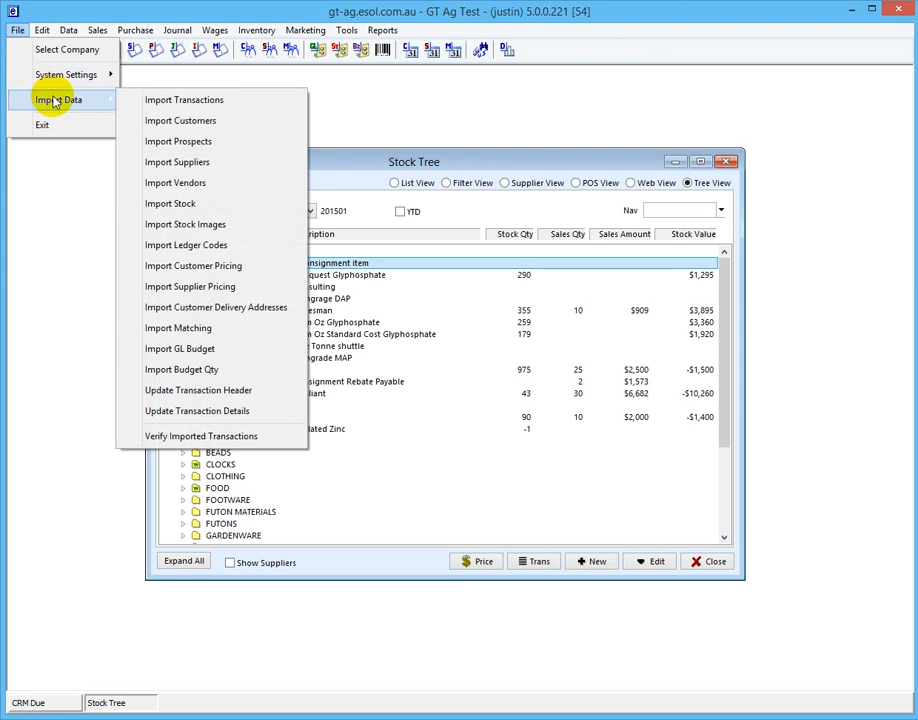 gt-ag.esol.com.au - GT Ag Test - (justin) 5.0.0.221 [54]
File Edit Data Sales Purchase Journal Wages Inventory Marketing Tools Reports
Select Company
System Settings
Import Data
Exit
Import Transactions
Import Customers
Import Prospects
Import Suppliers
Import Vendors
Import Stock
Import Stock Images
Import Ledger Codes
Import Customer Pricing
Import Supplier Pricing
Import Customer Delivery Addresses
Import Matching
Import GL Budget
Import Budget Qty
Update Transaction Header
Update Transaction Details
Verify Imported Transactions
Stock Tree
List View Filter View Supplier View POS View Web View Tree View
201501 YTD Nav
ription Stock Qty Sales Qty Sales Amount Stock Value
nsignment item
quest Glyphosphate 290 $1,295
sulting
ngrade DAP
esman 355 10 $909 $3,895
m Oz Glyphosphate 259 $3,360
m Oz Standard Cost Glyphosphate 179 $1,920
e Tonne shuttle
ngrade MAP
975 25 $2,500 -$1,500
signment Rebate Payable 2 $1,573
liant 43 30 $6,682 -$10,260
90 10 $2,000 -$1,400
lated Zinc -1
BEADS
CLOCKS
CLOTHING
FOOD
FOOTWARE
FUTON MATERIALS
FUTONS
GARDENWARE
Expand All Show Suppliers Price Trans New Edit Close
CRM Due Stock Tree